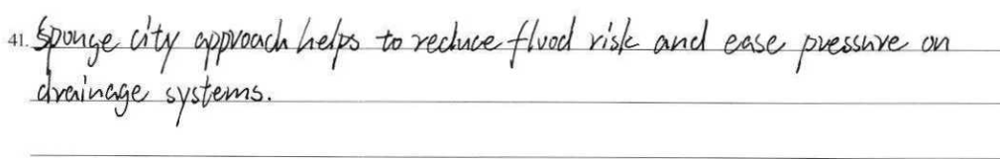 41. Sponge city approach helps to reduce flood risk and ease pressure on
drainage systems.